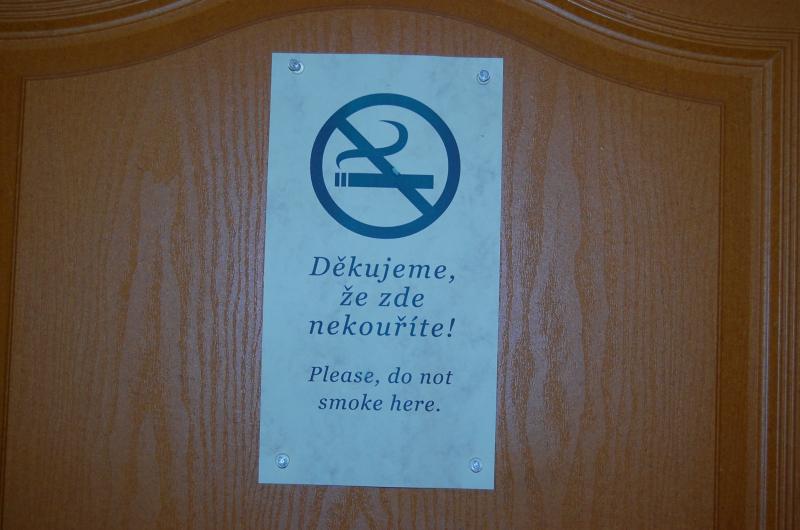 Děkujeme,
že zde
nekouříte!
Please, do not
smoke here.